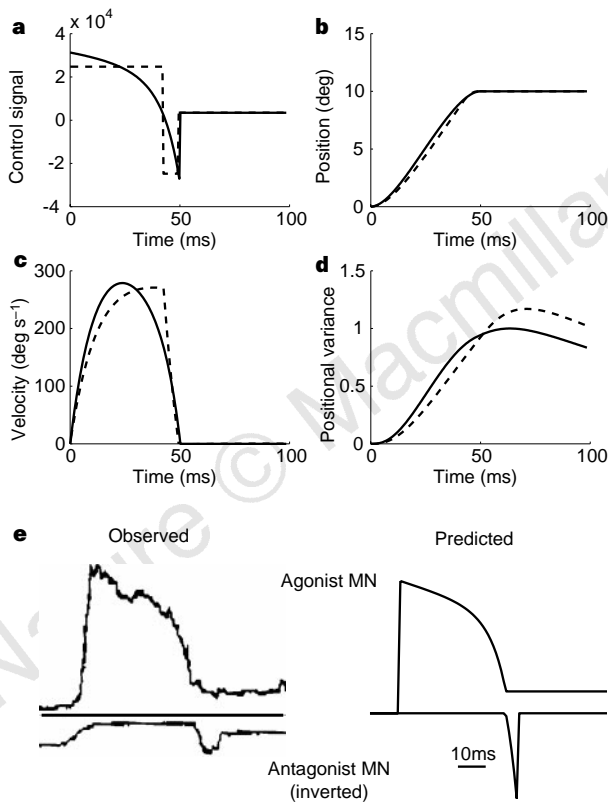 a
× 10⁴
4
2
0
-2
-4
Control signal
0 50 100
Time (ms)
b
15
10
5
0
Position (deg)
0 50 100
Time (ms)
c
300
200
100
0
Velocity (deg s⁻¹)
0 50 100
Time (ms)
d
1.5
1
0.5
0
Positional variance
0 50 100
Time (ms)
e
Observed
Predicted
Agonist MN
Antagonist MN
(inverted)
10ms
© Macmillan